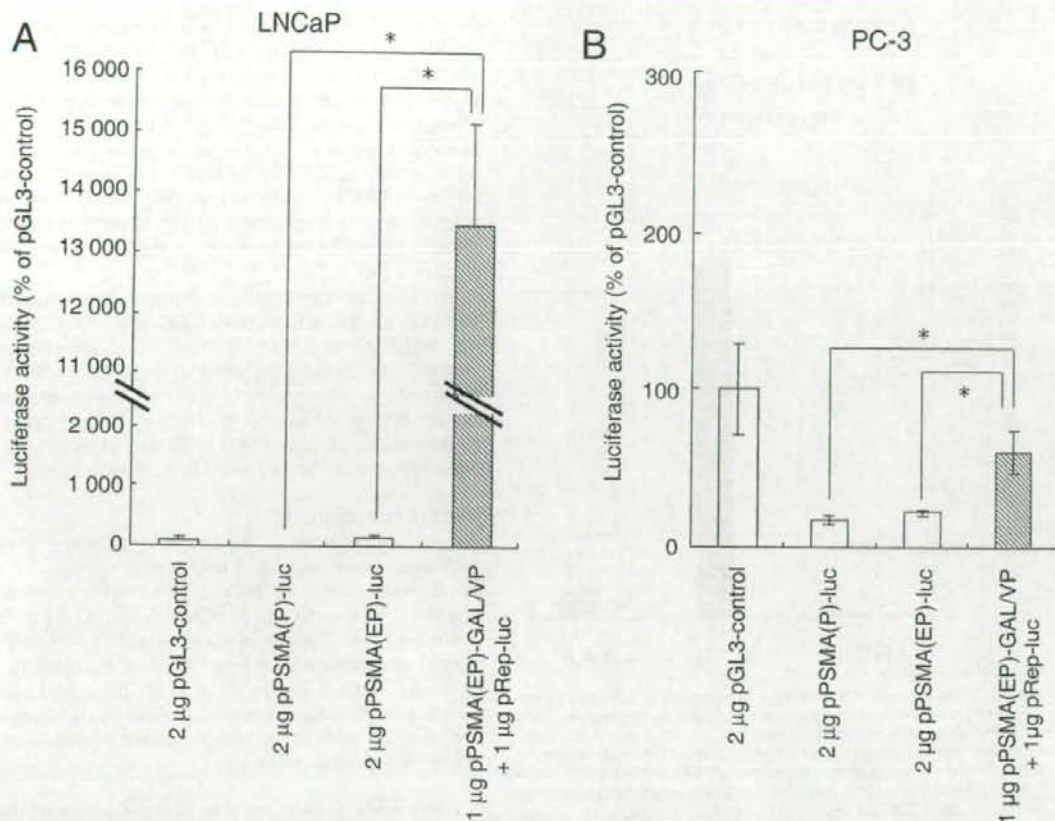 A
LNCaP
Luciferase activity (% of pGL3-control)
16 000
15 000
14 000
13 000
12 000
11 000
2 000
1 000
0
*
*
2 µg pGL3-control
2 µg pPSMA(P)-luc
2 µg pPSMA(EP)-luc
1 µg pPSMA(EP)-GAL/VP
+ 1µg pRep-luc
B
PC-3
Luciferase activity (% of pGL3-control)
300
200
100
0
*
*
2 µg pGL3-control
2 µg pPSMA(P)-luc
2 µg pPSMA(EP)-luc
1 µg pPSMA(EP)-GAL/VP
+ 1µg pRep-luc